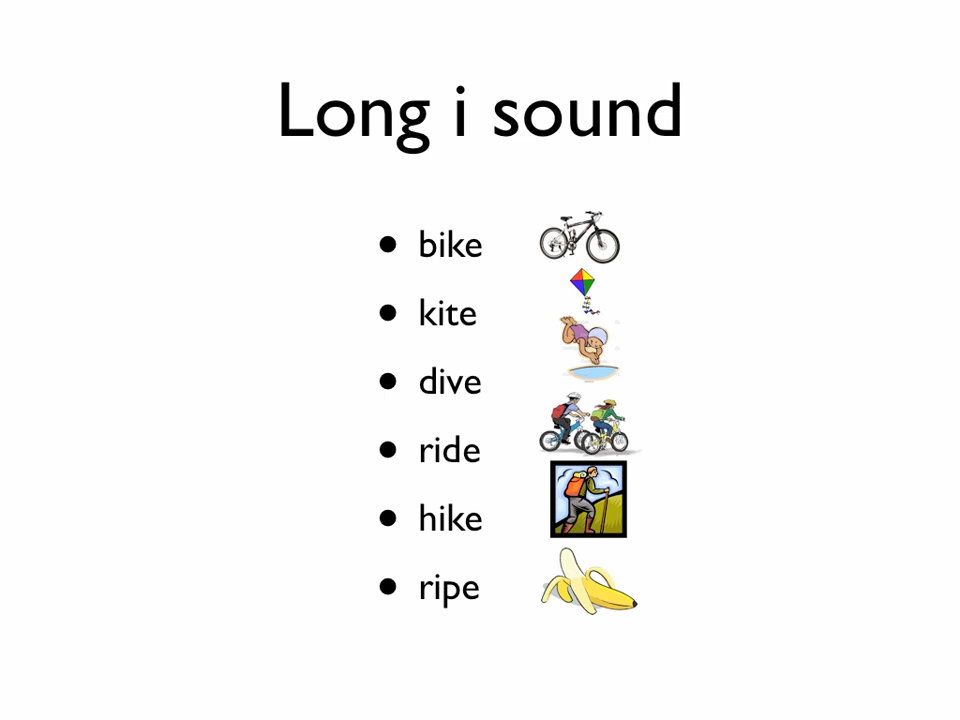 Long i sound
• bike
• kite
• dive
• ride
• hike
• ripe